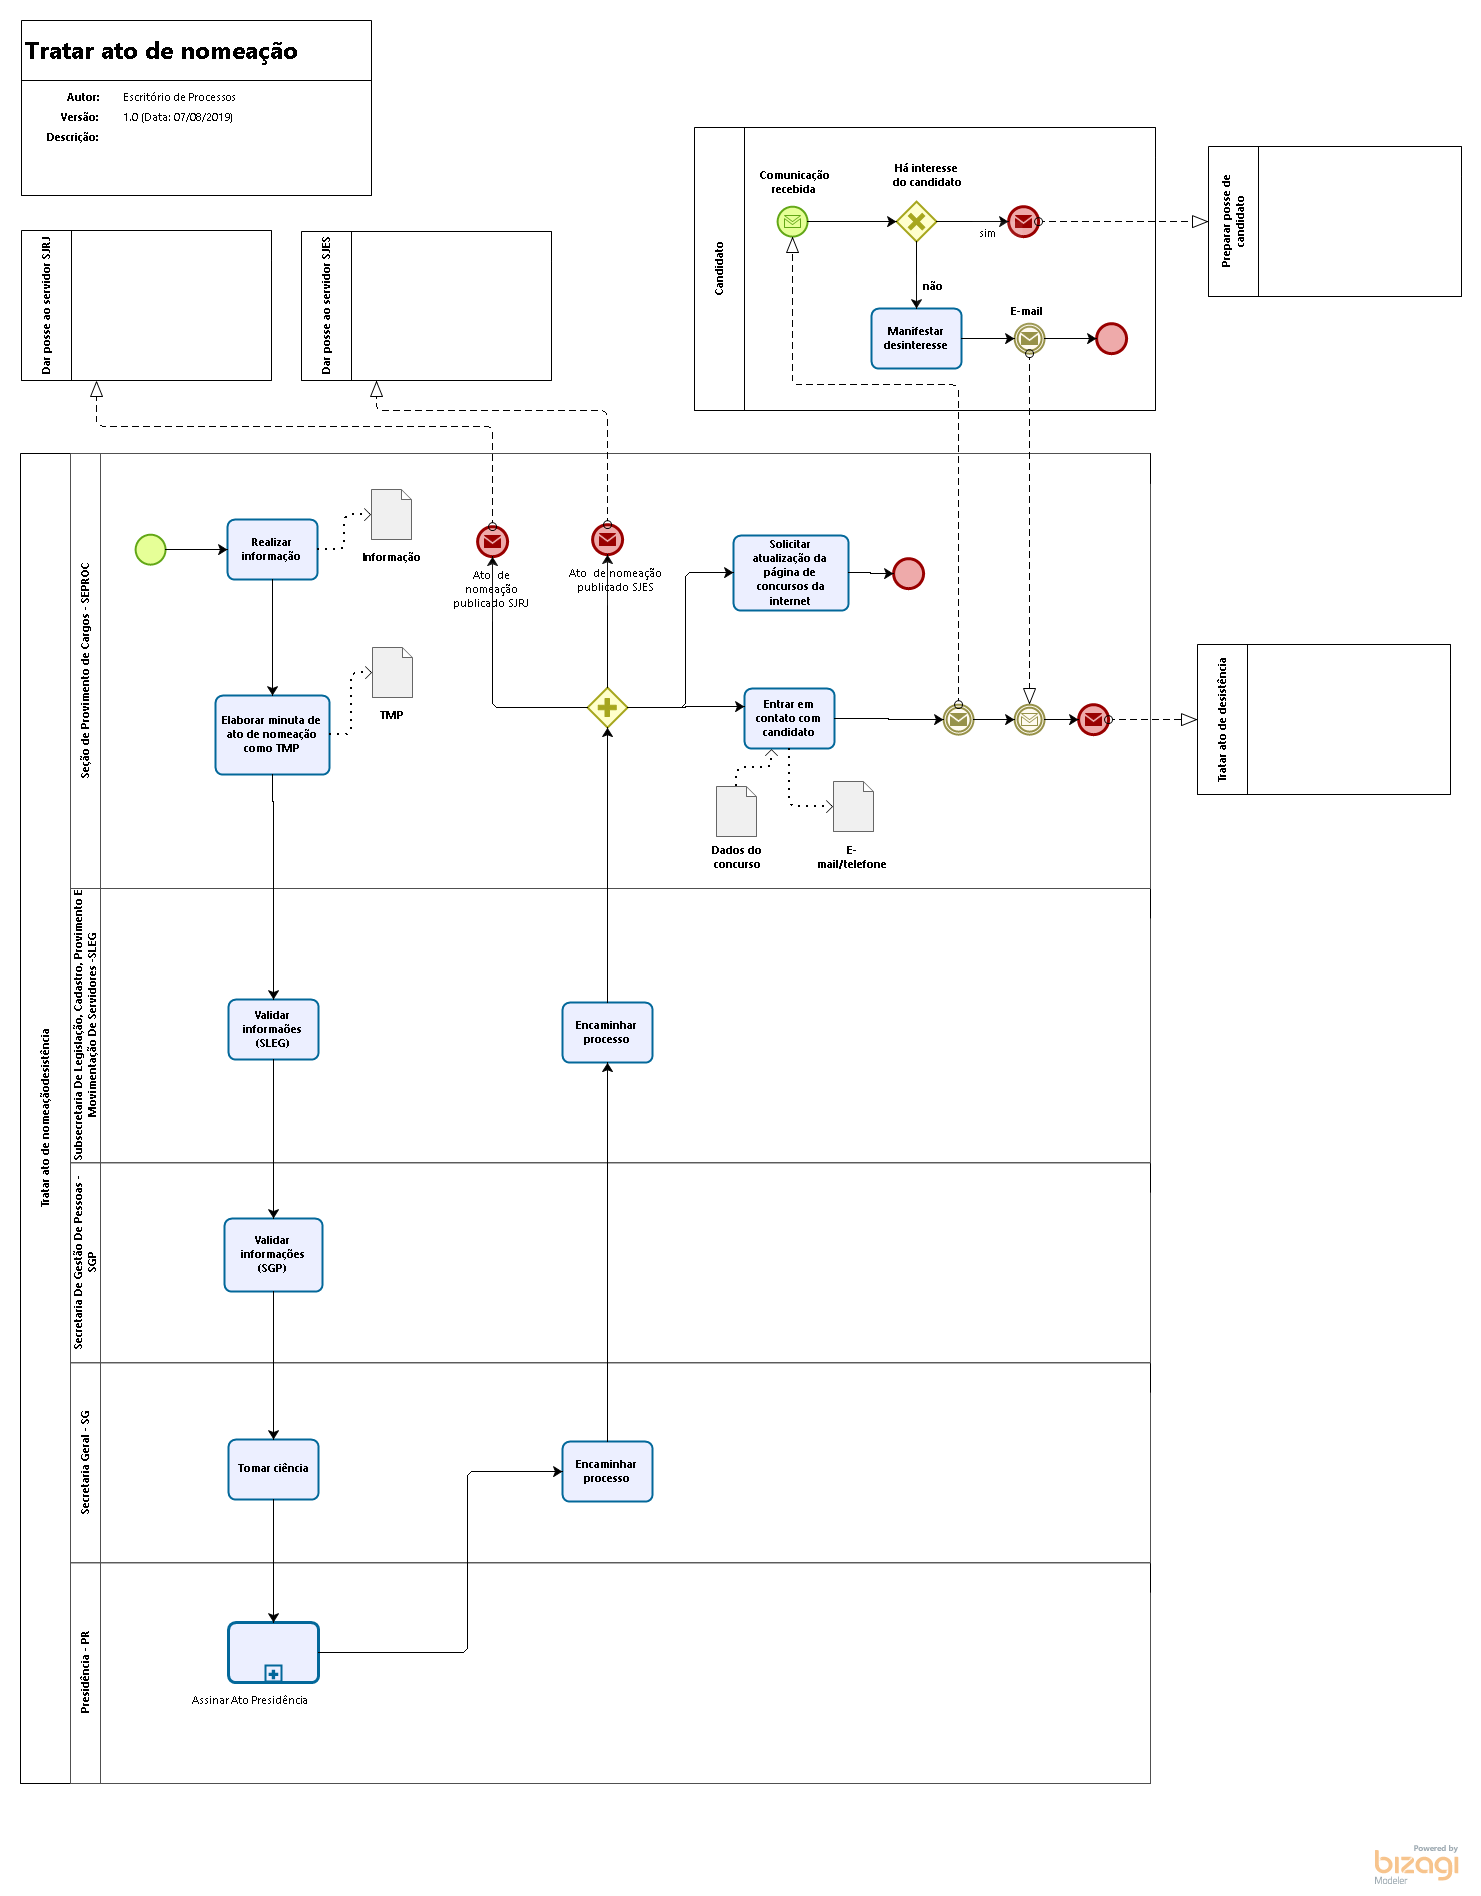 Tratar ato de nomeação
Autor: Escritório de Processos
Versão: 1.0 (Data: 07/08/2019)
Descrição:
Dar posse ao servidor SJRJ
Dar posse ao servidor SJES
Candidato
Comunicação
recebida
Há interesse
do candidato
sim
não
Manifestar
desinteresse
E-mail
Preparar posse de
candidato
Tratar ato de nomeaçãodesistência
Seção de Provimento de Cargos - SEPROC
Realizar
informação
Informação
Elaborar minuta de
ato de nomeação
como TMP
TMP
Ato de
nomeação
publicado SJRJ
Ato de nomeação
publicado SJES
Solicitar
atualização da
página de
concursos da
internet
Entrar em
contato com
candidato
Dados do
concurso
E-
mail/telefone
Tratar ato de desistência
Subsecretaria De Legislação, Cadastro, Provimento E
Movimentação De Servidores -SLEG
Validar
informaões
(SLEG)
Encaminhar
processo
Secretaria De Gestão De Pessoas -
SGP
Validar
informações
(SGP)
Secretaria Geral - SG
Tomar ciência
Encaminhar
processo
Presidência - PR
Assinar Ato Presidência
Powered by
bizagi
Modeler